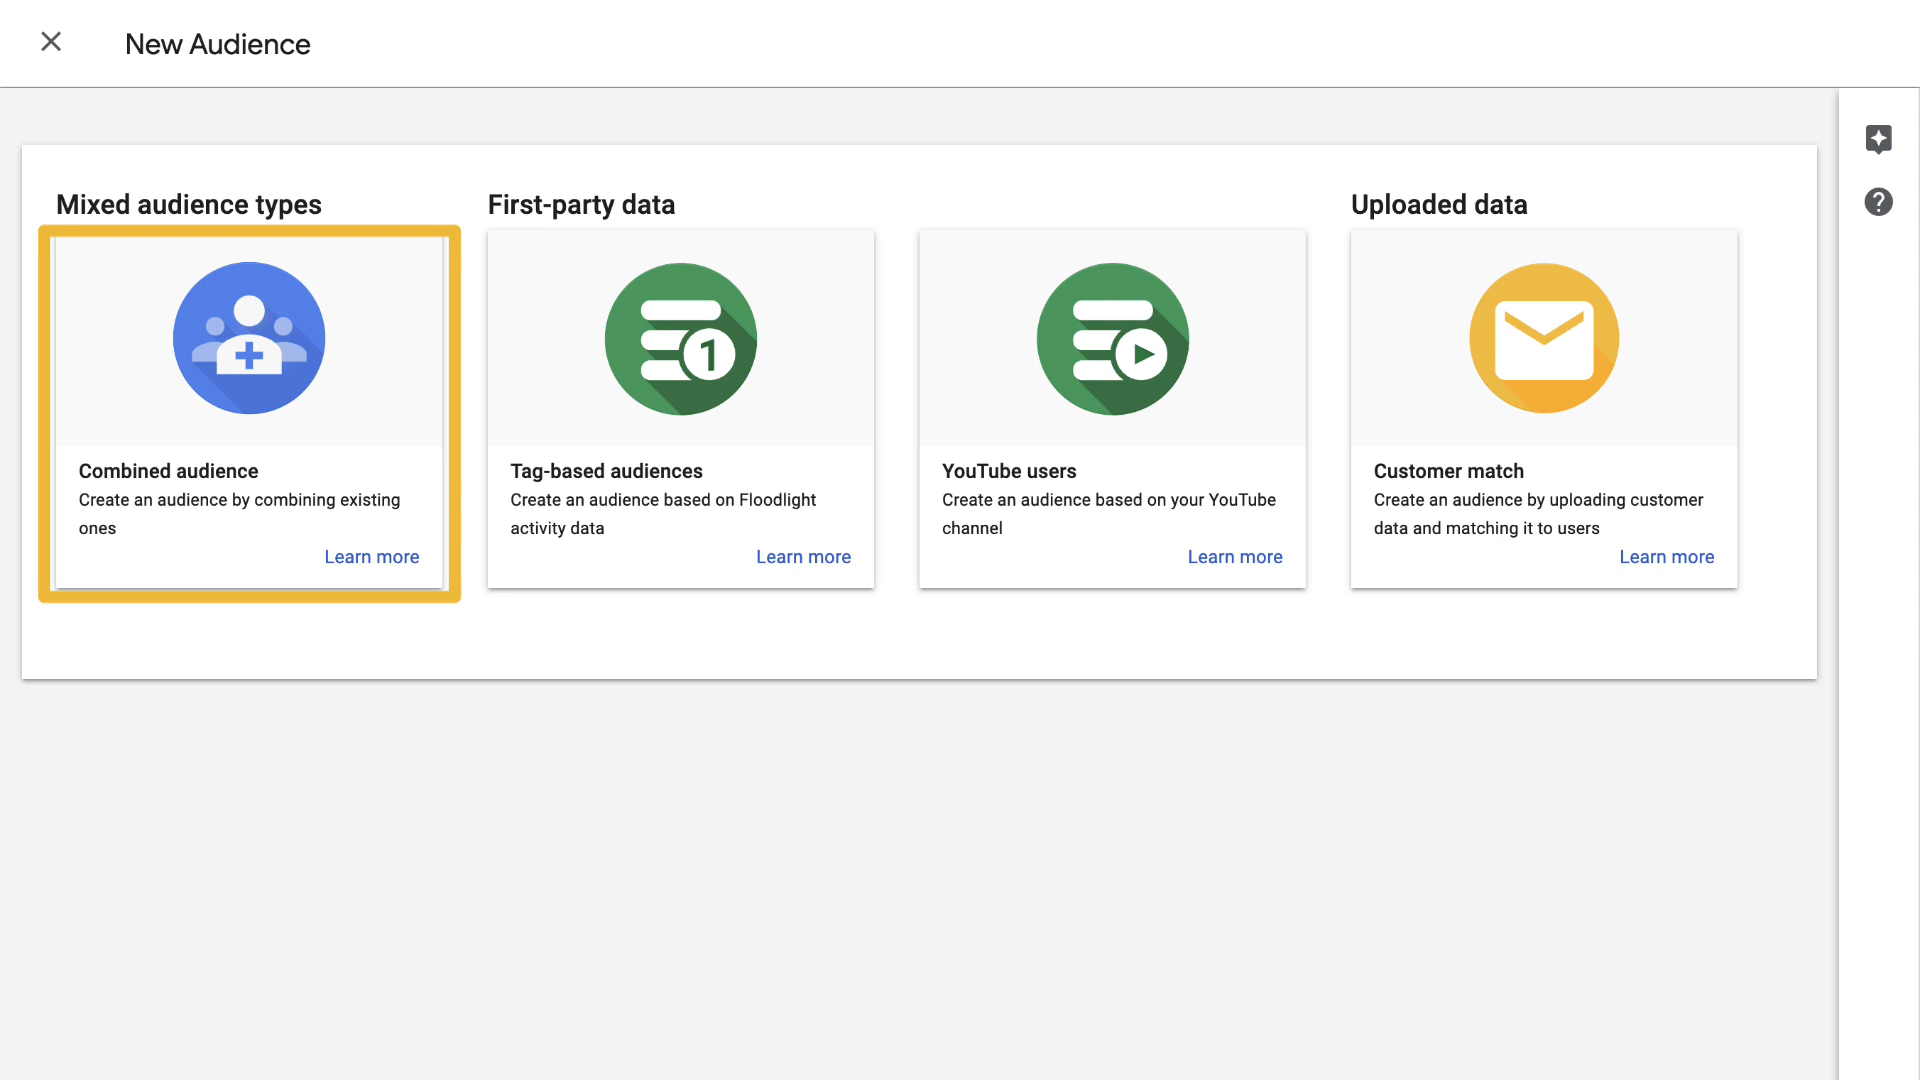 New Audience
Mixed audience types
First-party data
Uploaded data
1
Combined audience
Create an audience by combining existing
ones
Learn more
Tag-based audiences
Create an audience based on Floodlight
activity data
Learn more
YouTube users
Create an audience based on your YouTube
channel
Learn more
Customer match
Create an audience by uploading customer
data and matching it to users
Learn more
?